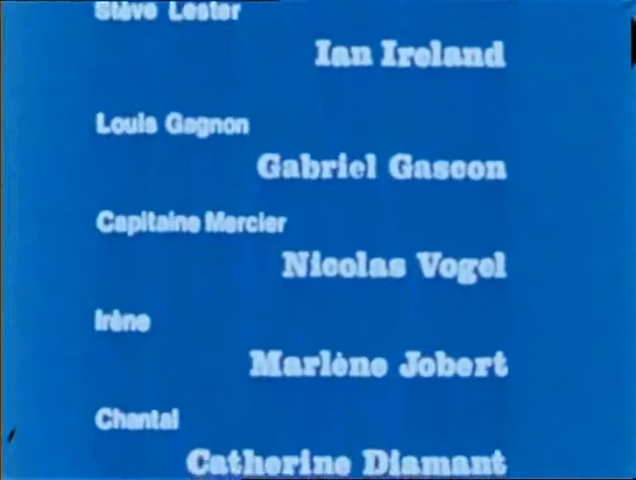 Stève Lester
Ian Ireland
Louis Gagnon
Gabriel Gascon
Capitaine Mercier
Nicolas Vogel
Irène
Marlène Jobert
Chantal
Catherine Diamant